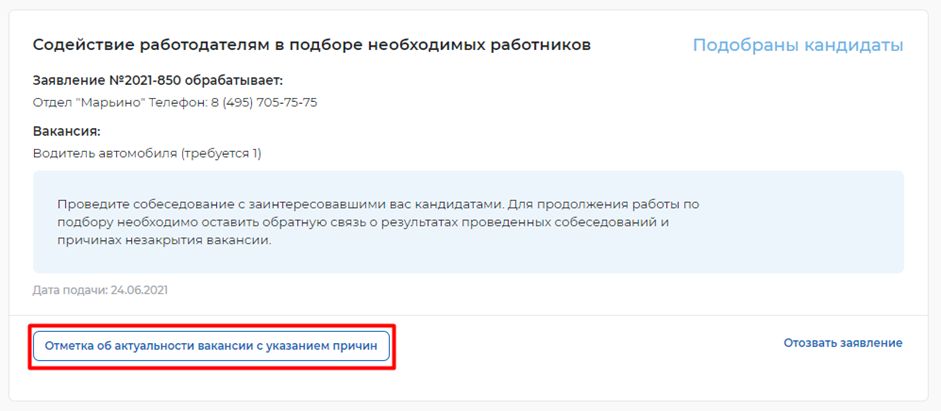 Содействие работодателям в подборе необходимых работников
Подобраны кандидаты
Заявление №2021-850 обрабатывает:
Отдел "Марьино" Телефон: 8 (495) 705-75-75
Вакансия:
Водитель автомобиля (требуется 1)
Проведите собеседование с заинтересовавшими вас кандидатами. Для продолжения работы по
подбору необходимо оставить обратную связь о результатах проведенных собеседований и
причинах незакрытия вакансии.
Дата подачи: 24.06.2021
Отметка об актуальности вакансии с указанием причин
Отозвать заявление